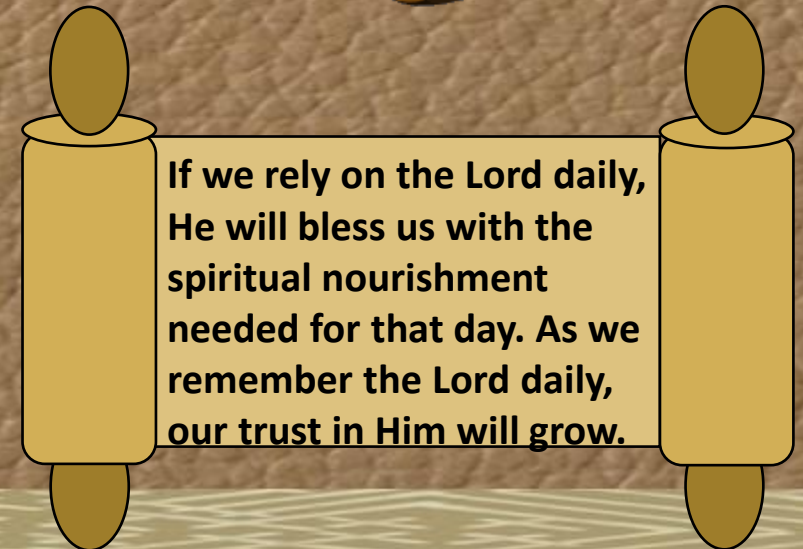 If we rely on the Lord daily,
He will bless us with the
spiritual nourishment
needed for that day. As we
remember the Lord daily,
our trust in Him will grow.